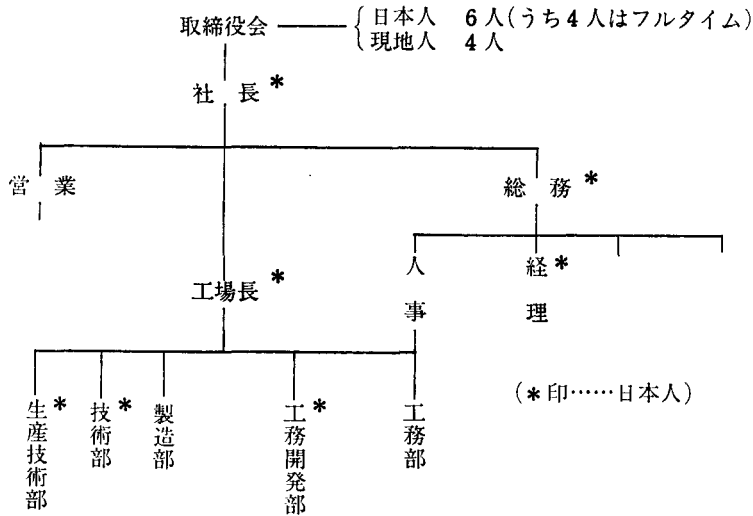 取締役会
日本人 6人(うち4人はフルタイム)
現地人 4人
社長*
営業
総務*
人事
経理*
工場長*
生産技術部*
技術部*
製造部
工務開発部*
工務部
(*印……日本人)